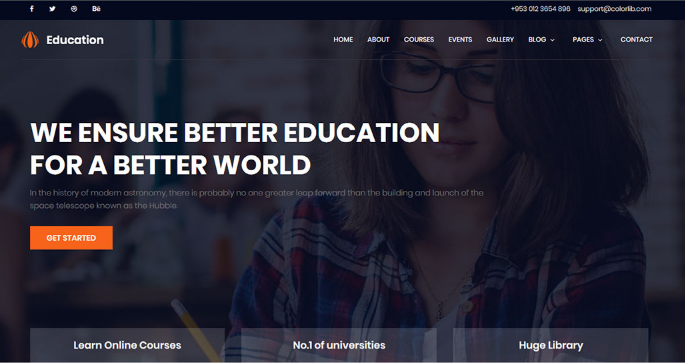 +953 012 3654 896 support@colorlib.com
Education
HOME ABOUT COURSES EVENTS GALLERY BLOG PAGES CONTACT
WE ENSURE BETTER EDUCATION
FOR A BETTER WORLD
In the history of modern astronomy, there is probably no one greater leap forward than the building and launch of the
space telescope known as the Hubble.
GET STARTED
Learn Online Courses No.1 of universities Huge Library